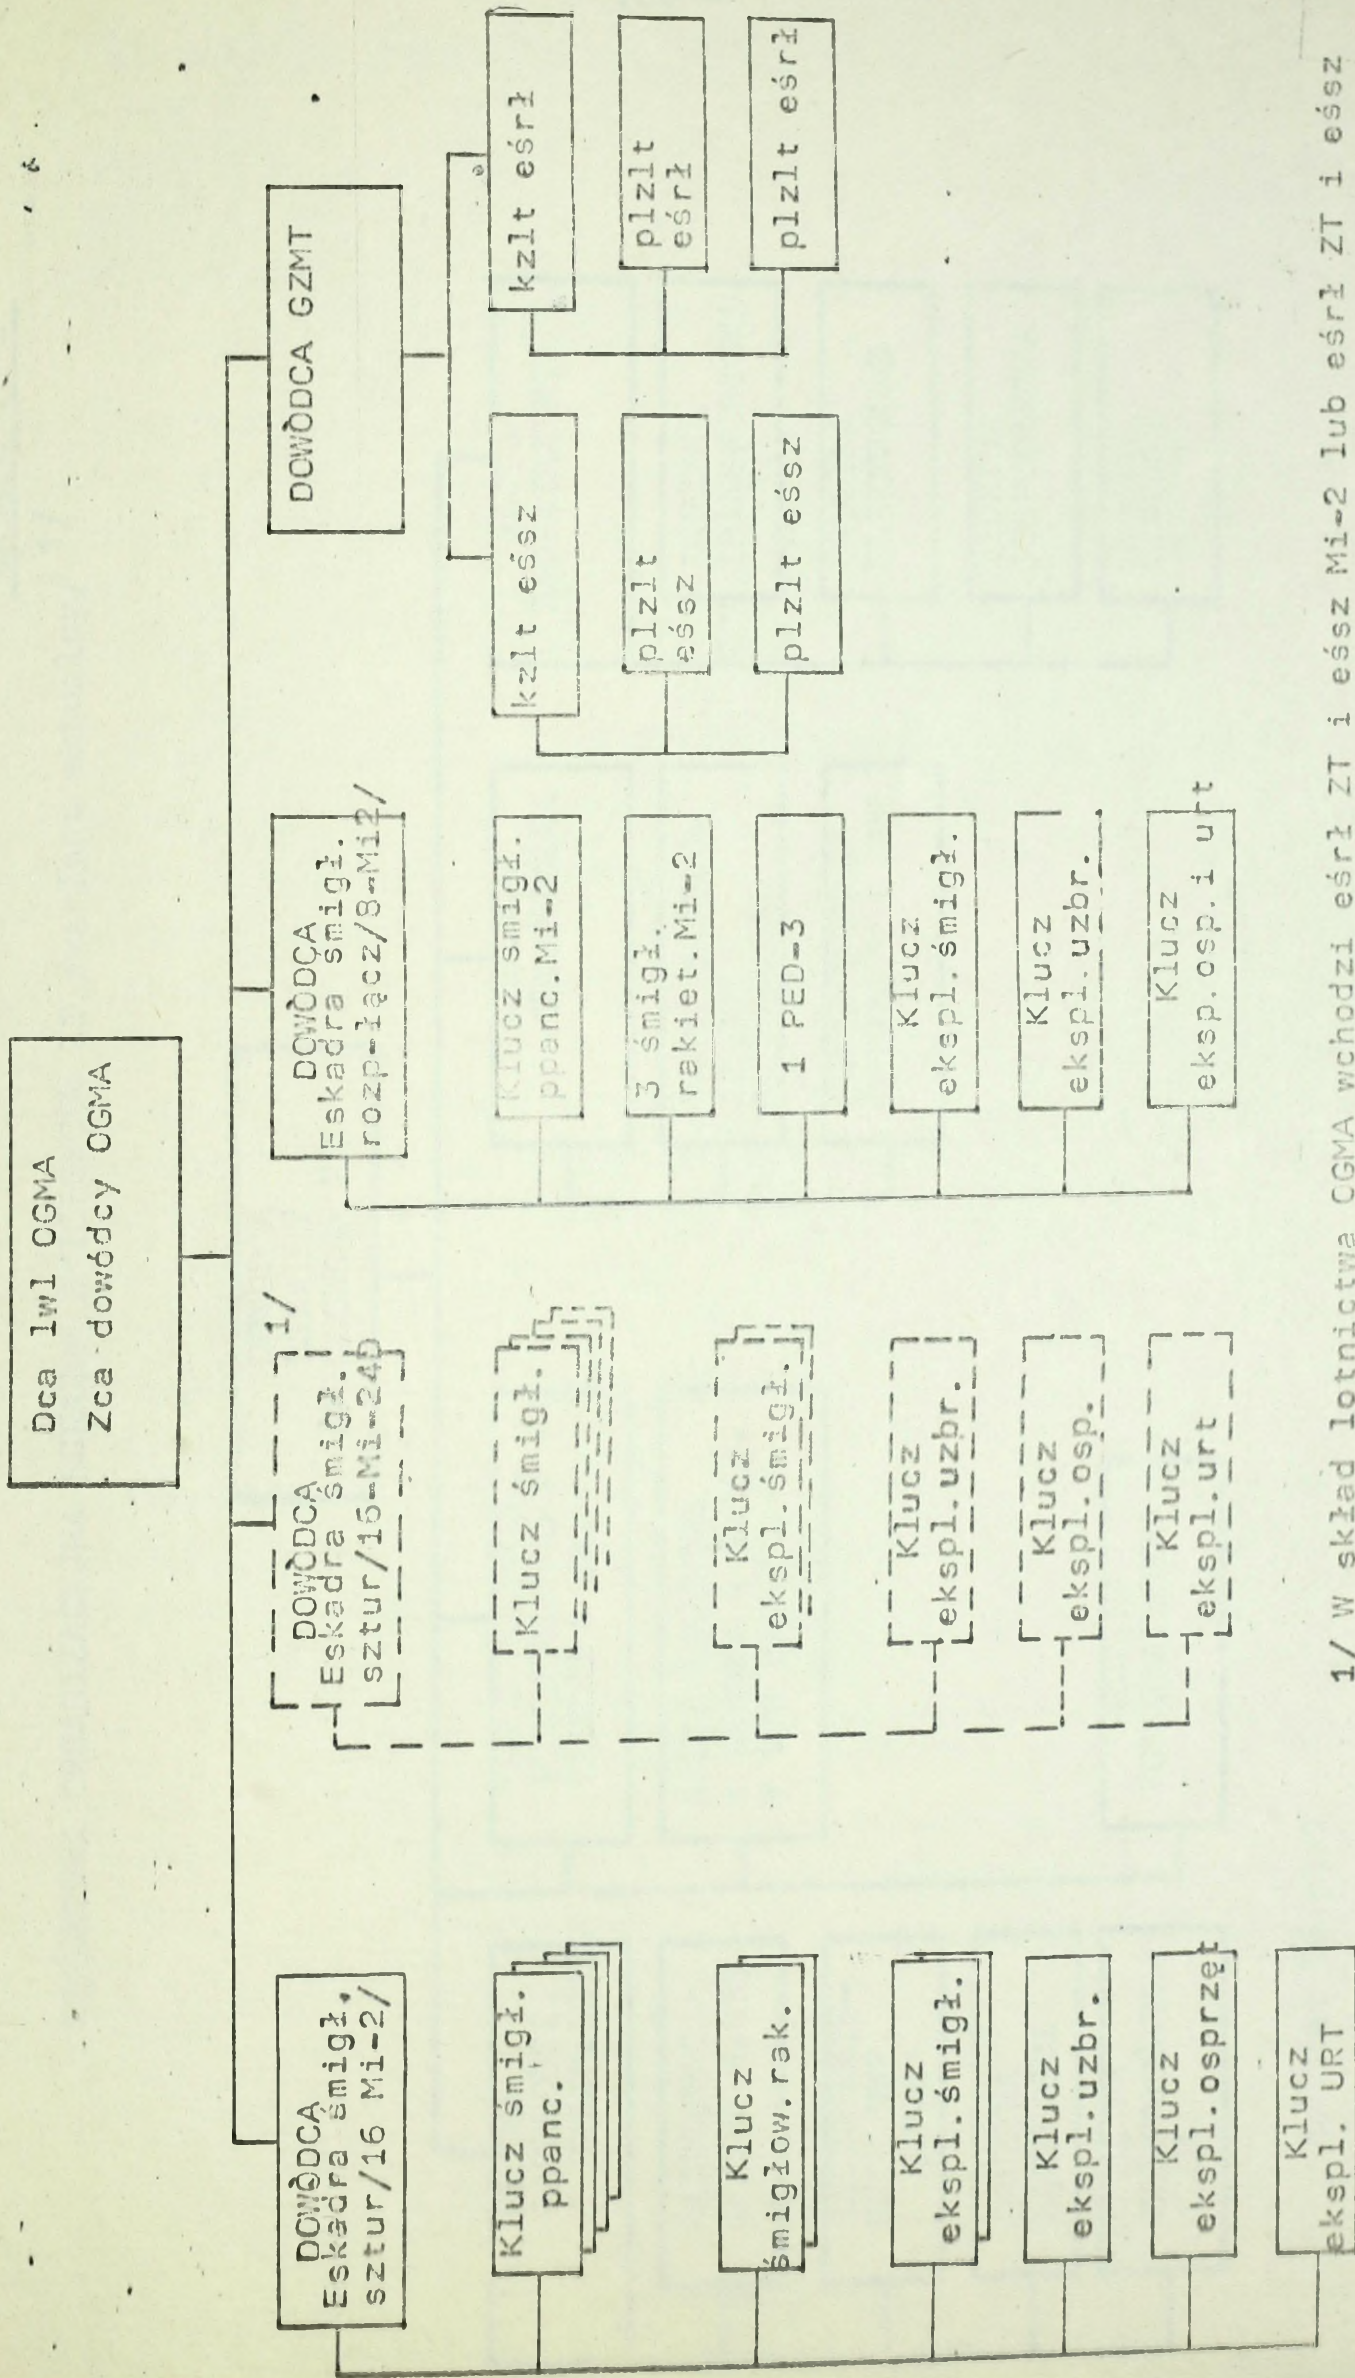 Dca lwl OGMA
Zca dowódcy OGMA
DOWÓDCA
Eskadra śmigł.
sztur/16 Mi-2/
Klucz śmigł.
ppanc.
Klucz
śmigłow.rak.
Klucz
ekspl.śmigł.
Klucz
ekspl.uzbr.
Klucz
ekspl.osprzęt
Klucz
ekspl. URT
1/
DOWÓDCA
Eskadra śmigł.
sztur/16-Mi-24D
Klucz śmigł.
Klucz
ekspl.śmigł.
Klucz
ekspl.uzbr.
Klucz
ekspl.osp.
Klucz
ekspl.urt
DOWÓDCA
Eskadra śmigł.
rozp-łącz/8-Mi2/
Klucz śmigł.
ppanc.Mi-2
3 śmigł.
rakiet.Mi-2
1 PED-3
Klucz
ekspl.śmigł.
Klucz
ekspl.uzbr.
Klucz
eksp.osp.i urt
DOWÓDCA GZMT
kzlt eśsz
plzlt
eśsz
plzlt eśsz
kzlt eśrł
plzlt
eśrł
plzlt eśrł
1/ W skład lotnictwa OGMA wchodzi eśrł ZT i eśsz Mi-2 lub eśrł ZT i eśsz